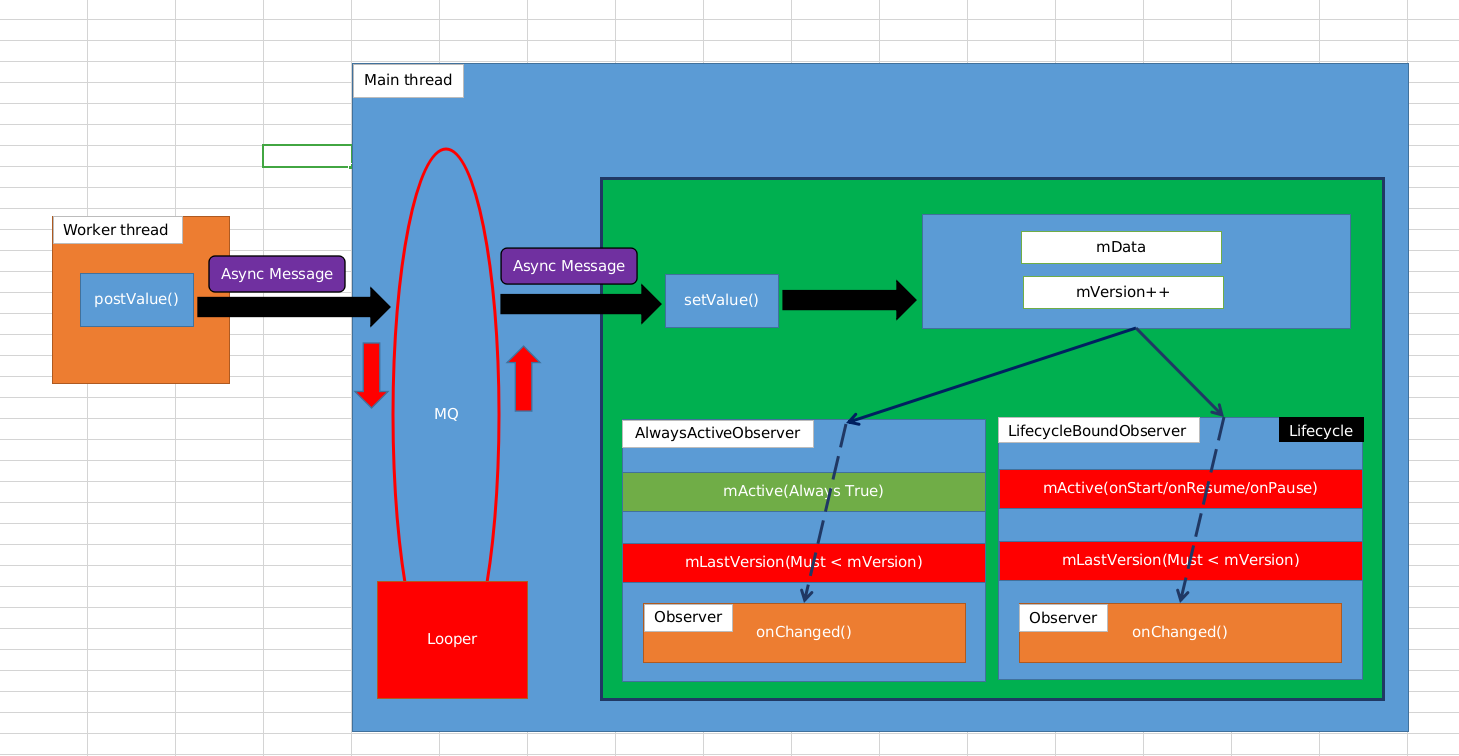 Main thread
Worker thread
postValue()
Async Message
Async Message
setValue()
mData
mVersion++
MQ
Looper
AlwaysActiveObserver
mActive(Always True)
mLastVersion(Must < mVersion)
Observer
onChanged()
LifecycleBoundObserver
Lifecycle
mActive(onStart/onResume/onPause)
mLastVersion(Must < mVersion)
Observer
onChanged()